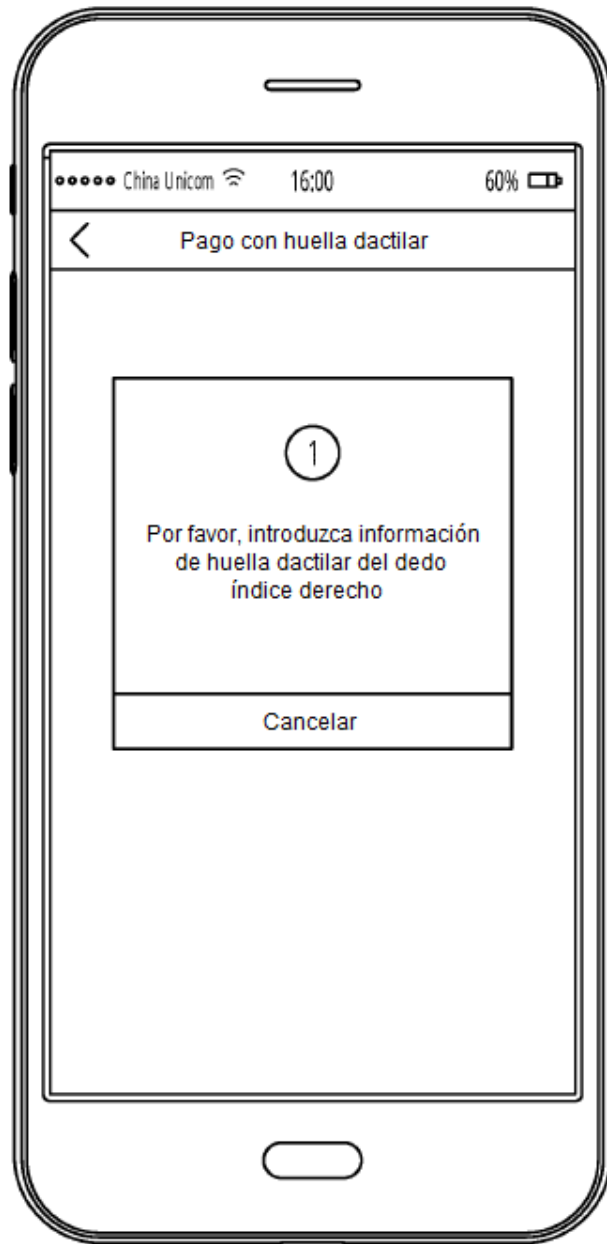 China Unicom 16:00 60%
Pago con huella dactilar
1
Por favor, introduzca información
de huella dactilar del dedo
índice derecho
Cancelar